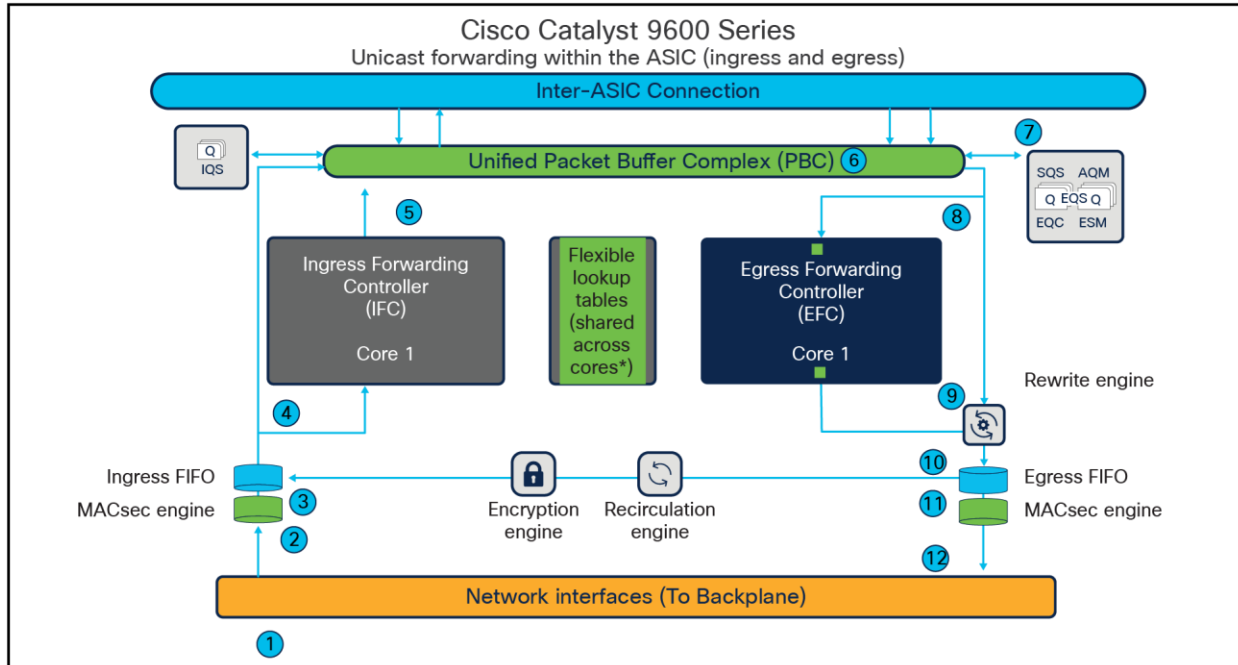 Cisco Catalyst 9600 Series
Unicast forwarding within the ASIC (ingress and egress)
Inter-ASIC Connection
Q
IQS
Unified Packet Buffer Complex (PBC)
6
7
SQS AQM
Q EQS Q
EQC ESM
5
8
Ingress Forwarding
Controller
(IFC)
Core 1
Flexible
lookup
tables
(shared
across
cores*)
Egress Forwarding
Controller
(EFC)
Core 1
4
9
Rewrite engine
Ingress FIFO
3
MACsec engine
2
Encryption
engine
Recirculation
engine
10
Egress FIFO
11
MACsec engine
12
Network interfaces (To Backplane)
1